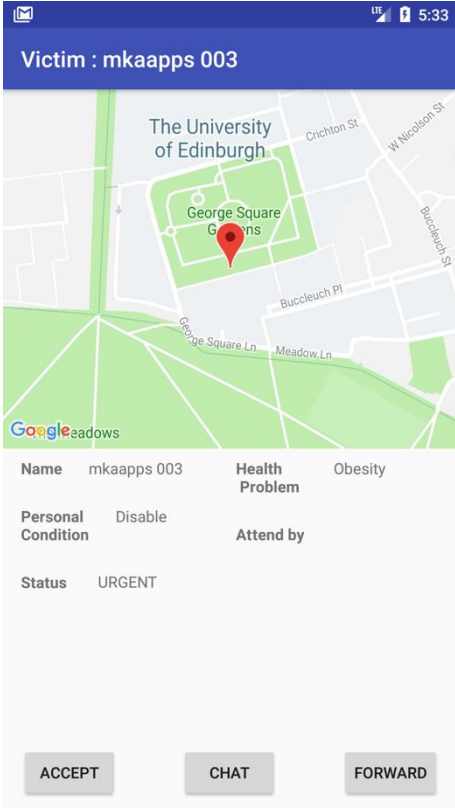 LTE 5:33
Victim : mkaapps 003
The University
of Edinburgh
Crichton St
W Nicolson St
George Square
G ens
Buccleuch St
Buccleuch Pl
George Square Ln
Meadow Ln
Google eadows
Name mkaapps 003 Health Problem Obesity
Personal Condition Disable
Attend by
Status URGENT
ACCEPT CHAT FORWARD